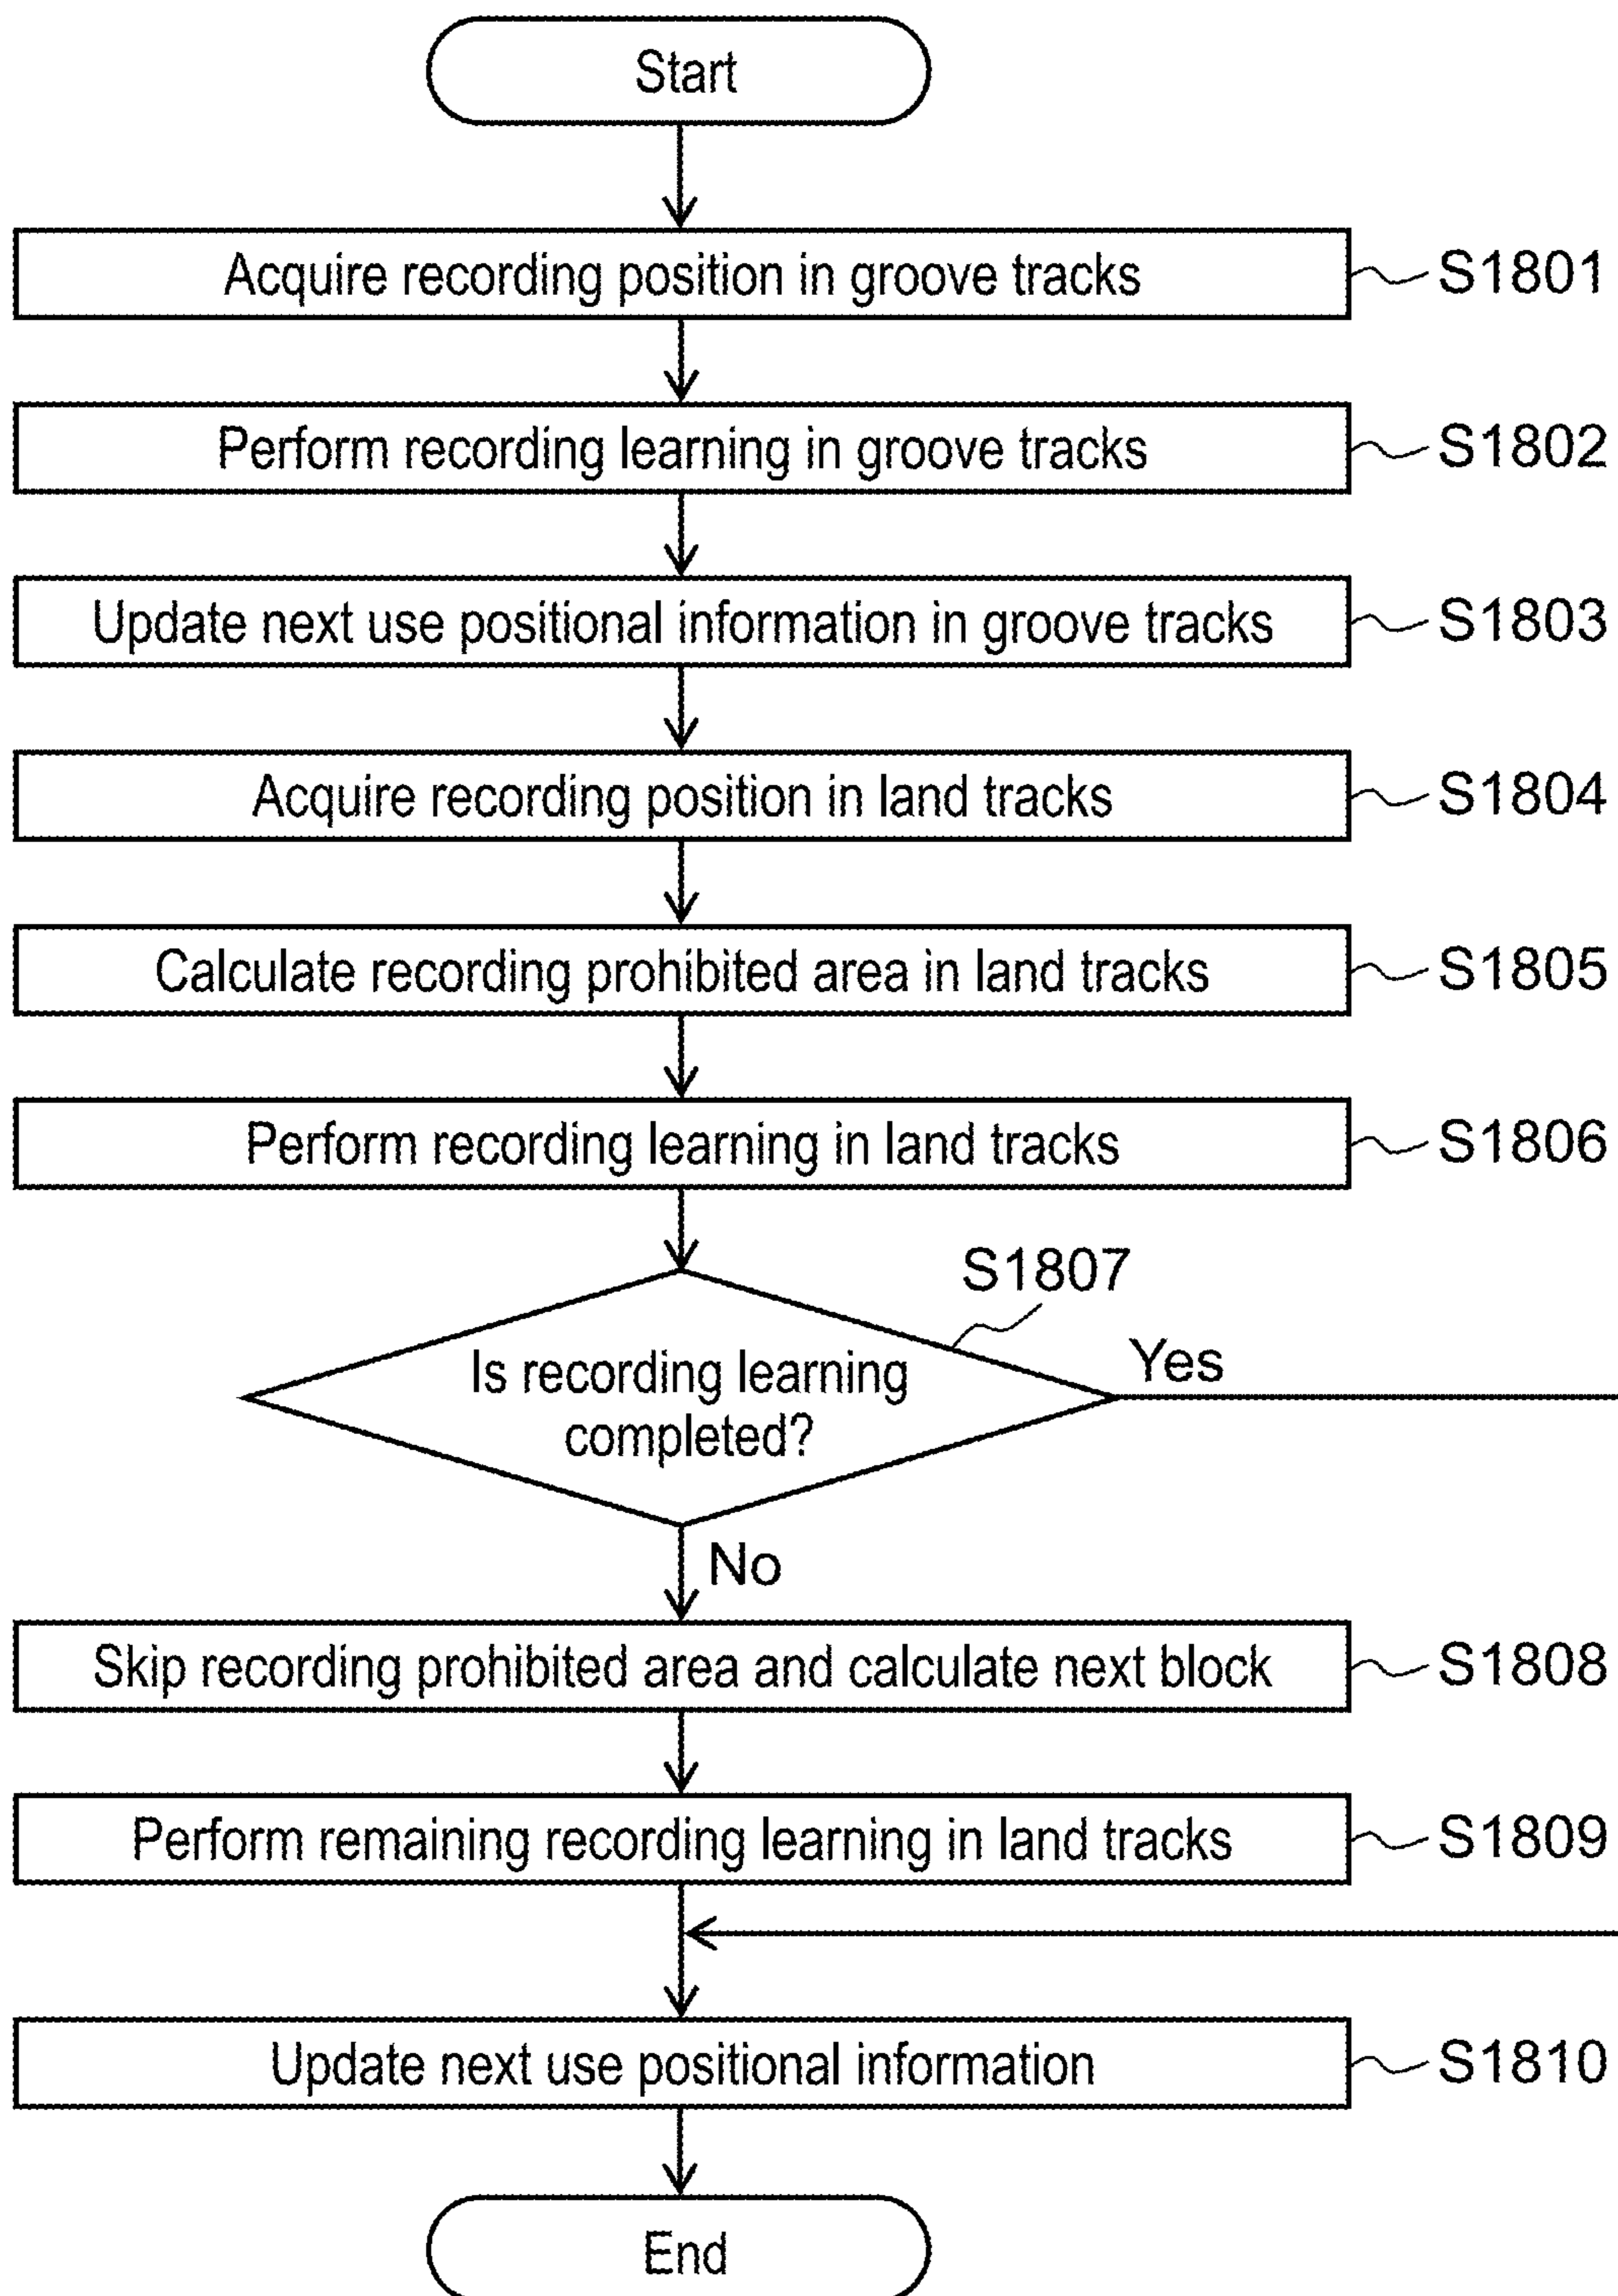 Start
Acquire recording position in groove tracks
S1801
Perform recording learning in groove tracks
S1802
Update next use positional information in groove tracks
S1803
Acquire recording position in land tracks
S1804
Calculate recording prohibited area in land tracks
S1805
Perform recording learning in land tracks
S1806
S1807
Is recording learning
completed?
Yes
No
Skip recording prohibited area and calculate next block
S1808
Perform remaining recording learning in land tracks
S1809
Update next use positional information
S1810
End